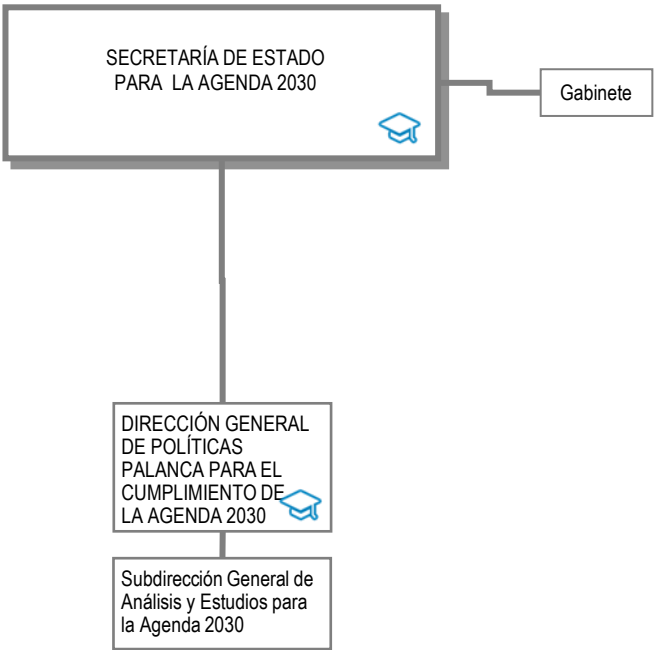 SECRETARÍA DE ESTADO
PARA LA AGENDA 2030
Gabinete
DIRECCIÓN GENERAL
DE POLÍTICAS
PALANCA PARA EL
CUMPLIMIENTO DE
LA AGENDA 2030
Subdirección General de
Análisis y Estudios para
la Agenda 2030